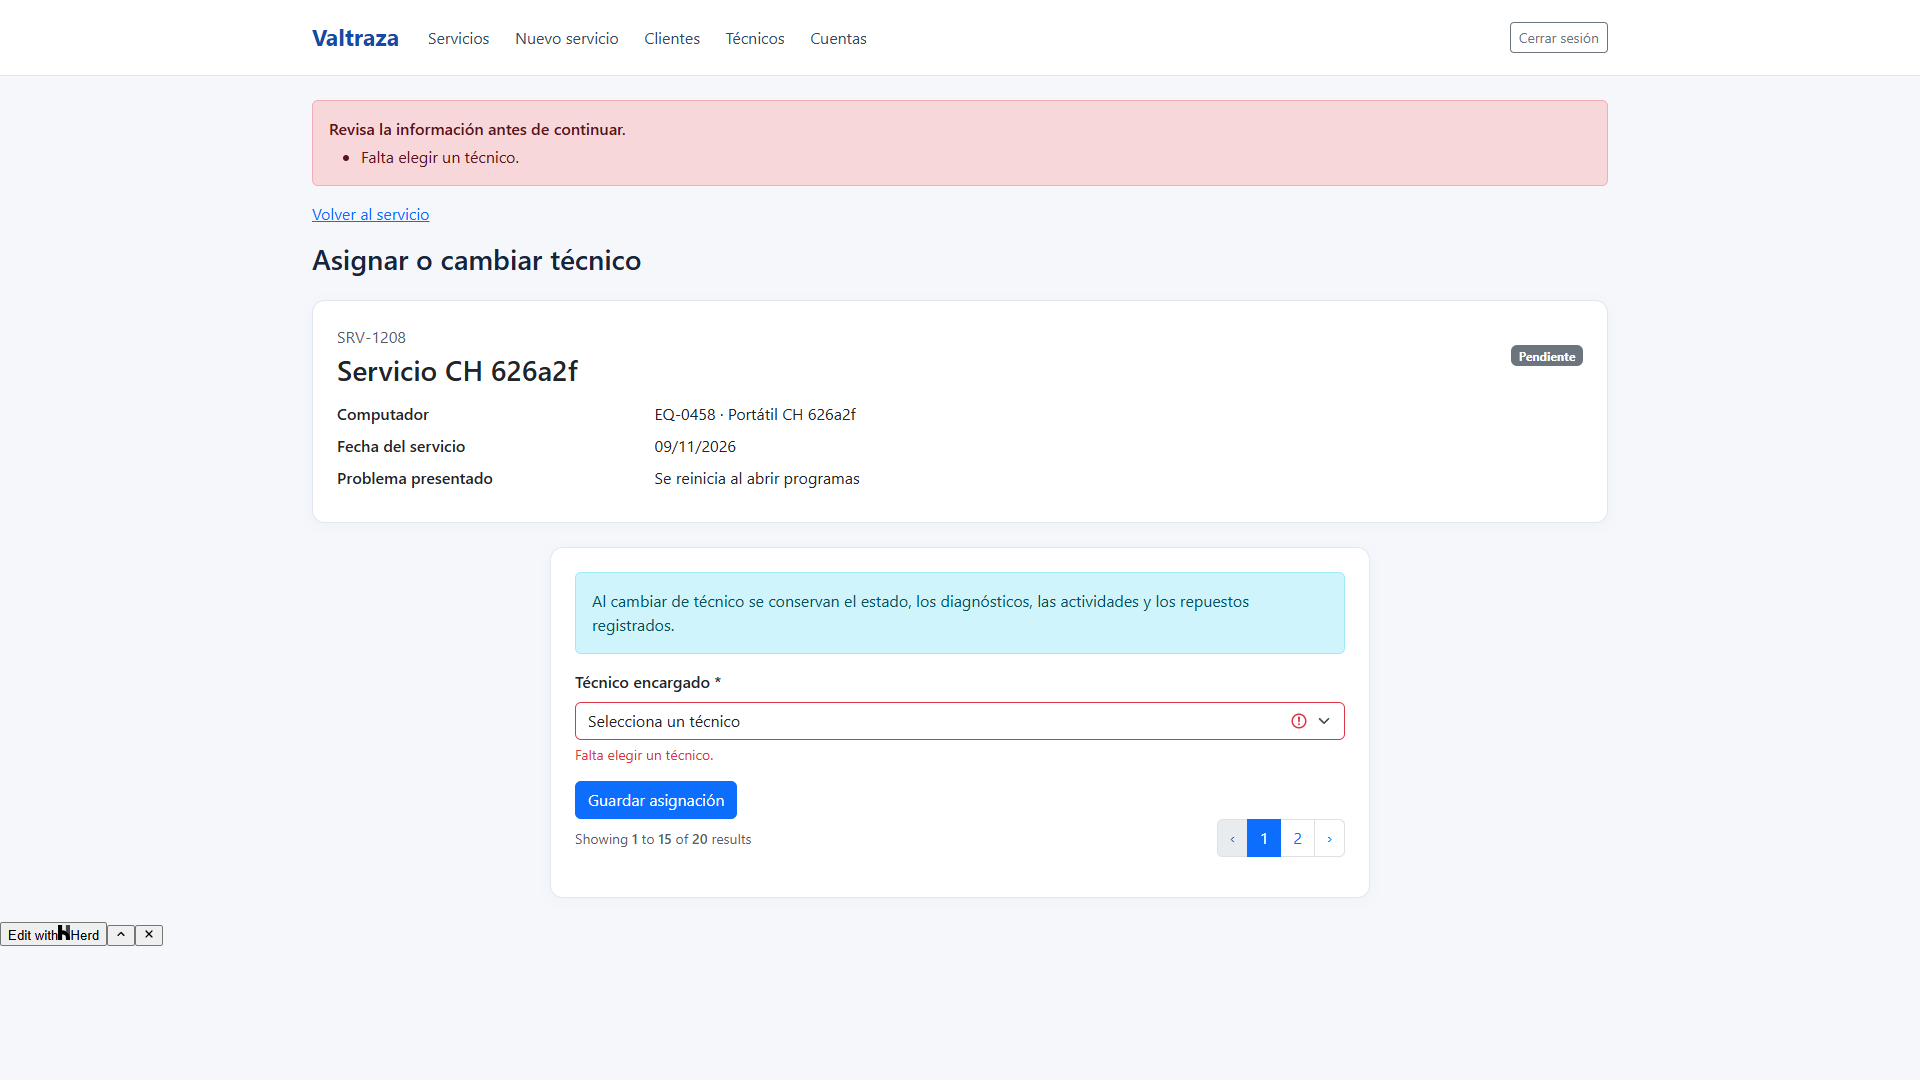 Valtraza Servicios Nuevo servicio Clientes Técnicos Cuentas Cerrar sesión
Revisa la información antes de continuar.
• Falta elegir un técnico.
Volver al servicio
Asignar o cambiar técnico
SRV-1208
Servicio CH 626a2f
Pendiente
Computador EQ-0458 · Portátil CH 626a2f
Fecha del servicio 09/11/2026
Problema presentado Se reinicia al abrir programas
Al cambiar de técnico se conservan el estado, los diagnósticos, las actividades y los repuestos
registrados.
Técnico encargado *
Selecciona un técnico
Falta elegir un técnico.
Guardar asignación
Showing 1 to 15 of 20 results ‹ 1 2 ›
Edit with Herd